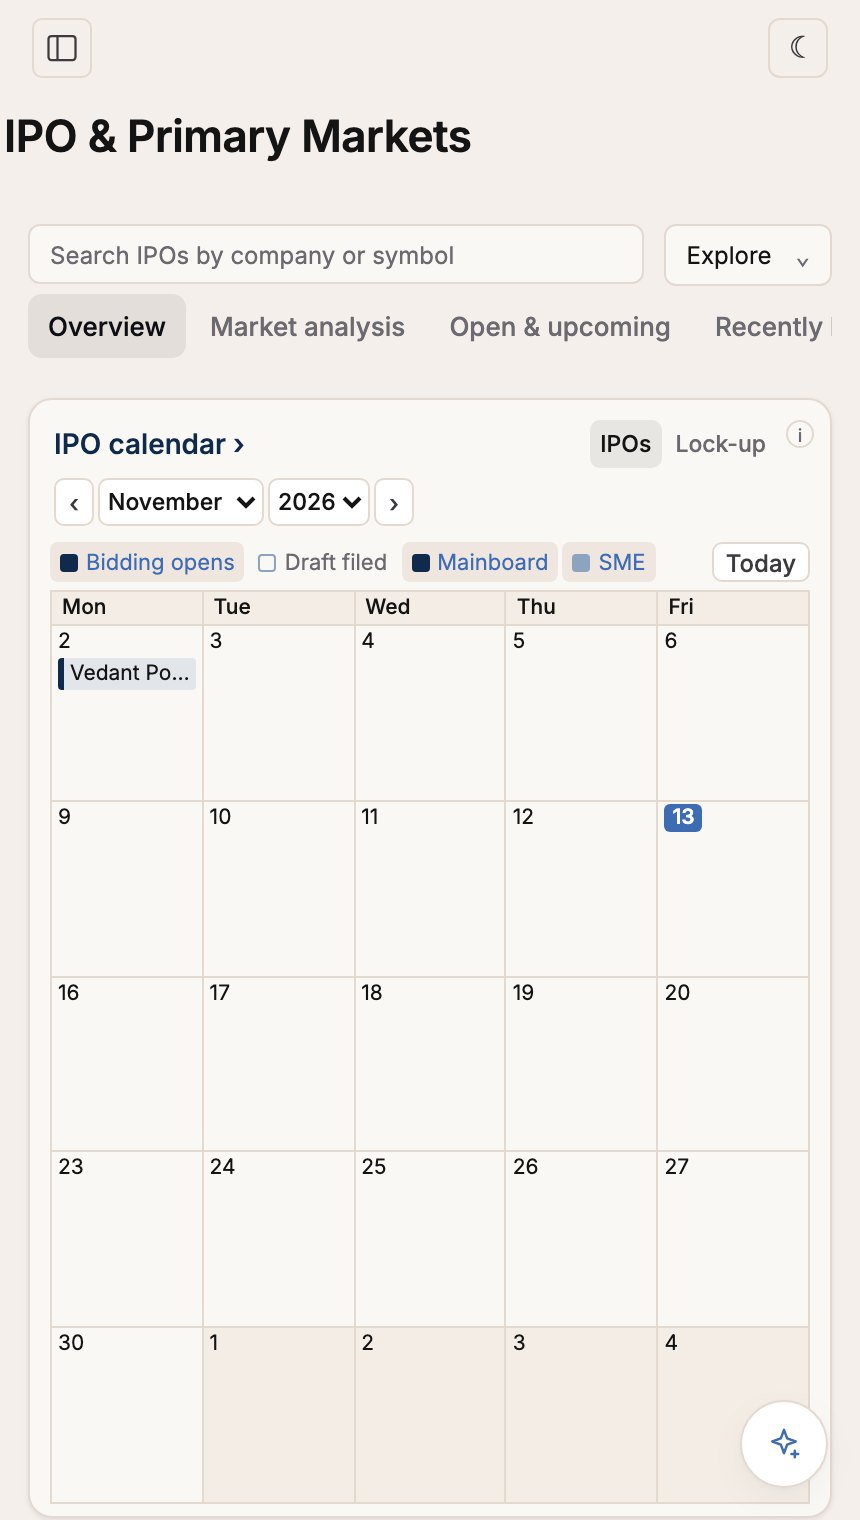 IPO & Primary Markets
Search IPOs by company or symbol
Explore
Overview Market analysis Open & upcoming Recently
IPO calendar ›
IPOs Lock-up i
‹ November 2026 ›
Bidding opens Draft filed Mainboard SME Today
Mon Tue Wed Thu Fri
2 3 4 5 6
Vedant Po...
9 10 11 12 13
16 17 18 19 20
23 24 25 26 27
30 1 2 3 4